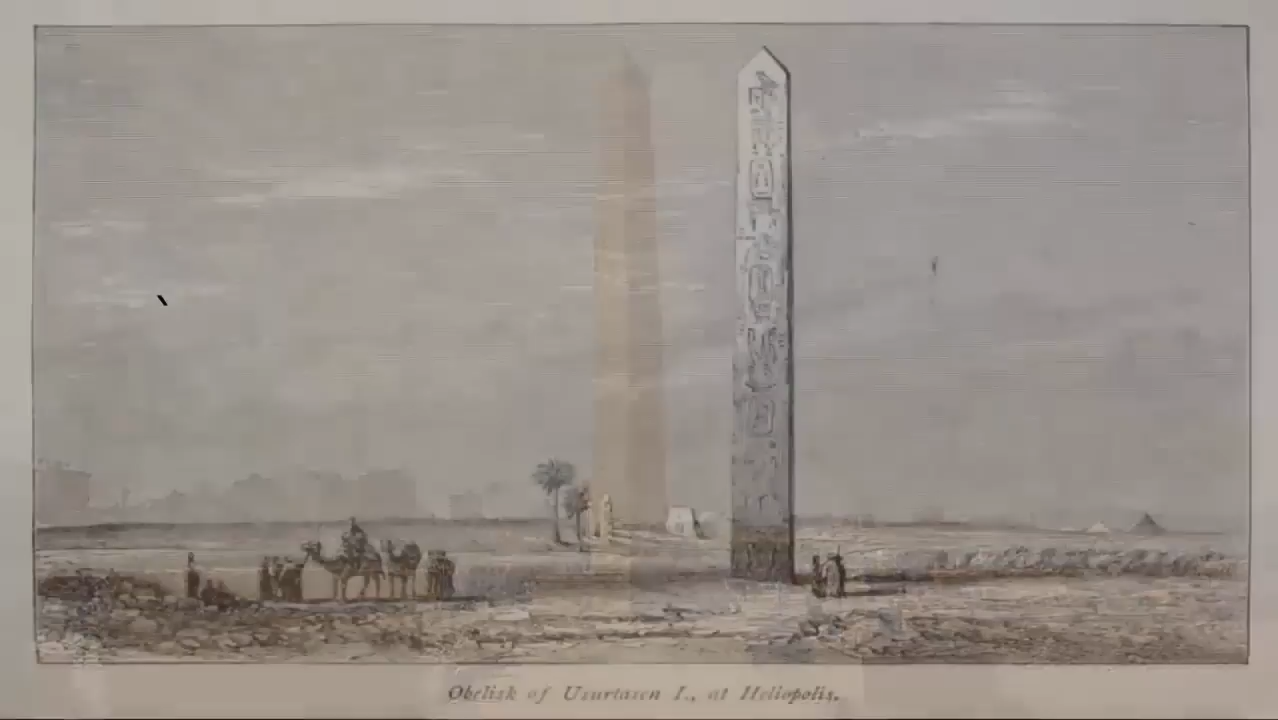 Obelisk of Usurtasen I., at Heliopolis.